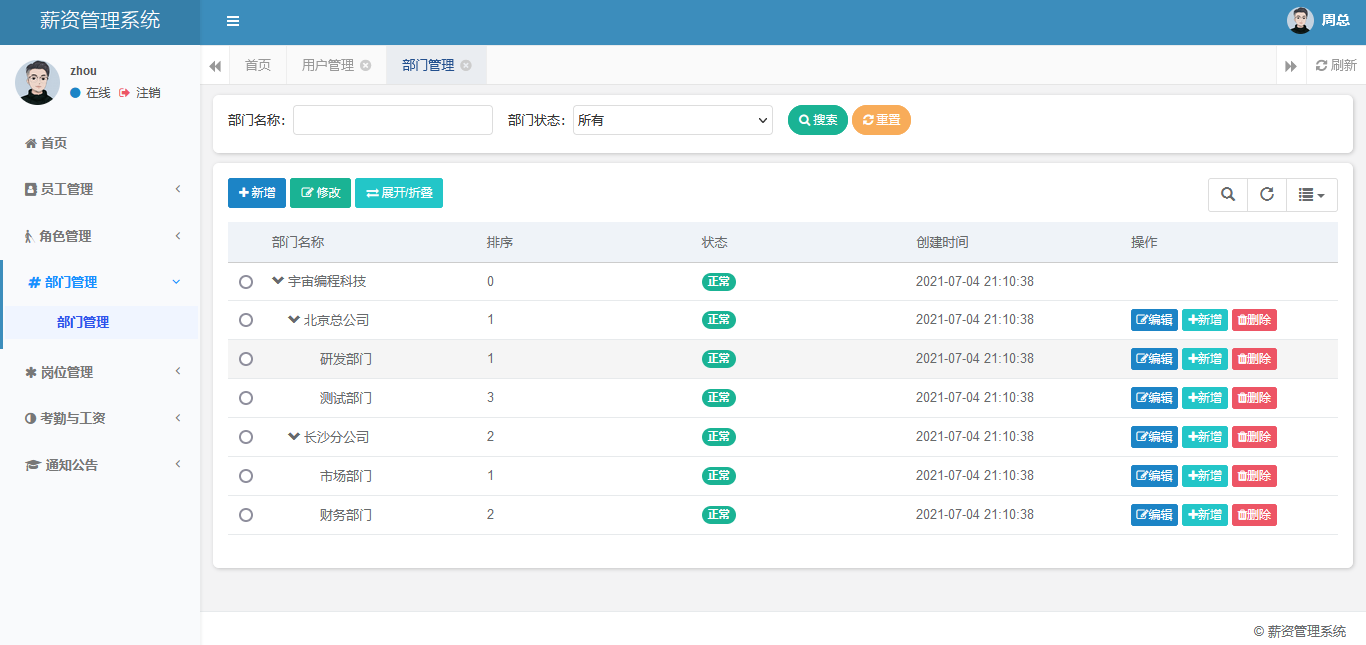 薪资管理系统
周总
zhou
在线 注销
首页
员工管理
角色管理
部门管理
部门管理
岗位管理
考勤与工资
通知公告
首页 用户管理 部门管理 刷新
部门名称: 部门状态: 所有 搜索 重置
新增 修改 展开/折叠
部门名称 排序 状态 创建时间 操作
宇宙编程科技 0 正常 2021-07-04 21:10:38
北京总公司 1 正常 2021-07-04 21:10:38 编辑 新增 删除
研发部门 1 正常 2021-07-04 21:10:38 编辑 新增 删除
测试部门 3 正常 2021-07-04 21:10:38 编辑 新增 删除
长沙分公司 2 正常 2021-07-04 21:10:38 编辑 新增 删除
市场部门 1 正常 2021-07-04 21:10:38 编辑 新增 删除
财务部门 2 正常 2021-07-04 21:10:38 编辑 新增 删除
© 薪资管理系统